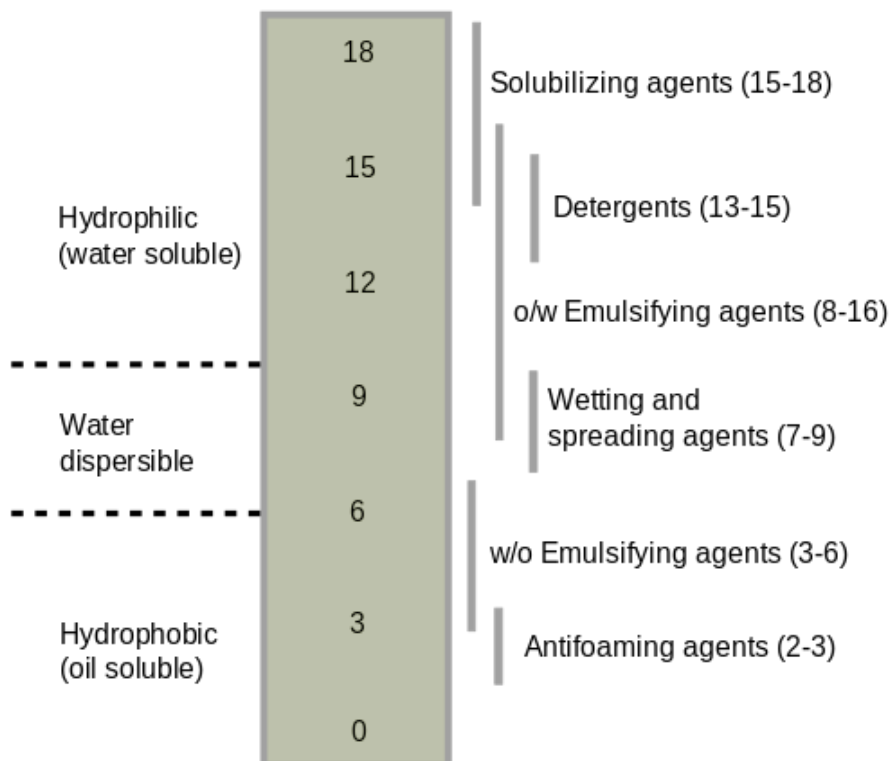 18
Solubilizing agents (15-18)
15
Detergents (13-15)
Hydrophilic
(water soluble)
12
o/w Emulsifying agents (8-16)
9
Wetting and
spreading agents (7-9)
Water
dispersible
6
w/o Emulsifying agents (3-6)
3
Hydrophobic
(oil soluble)
Antifoaming agents (2-3)
0